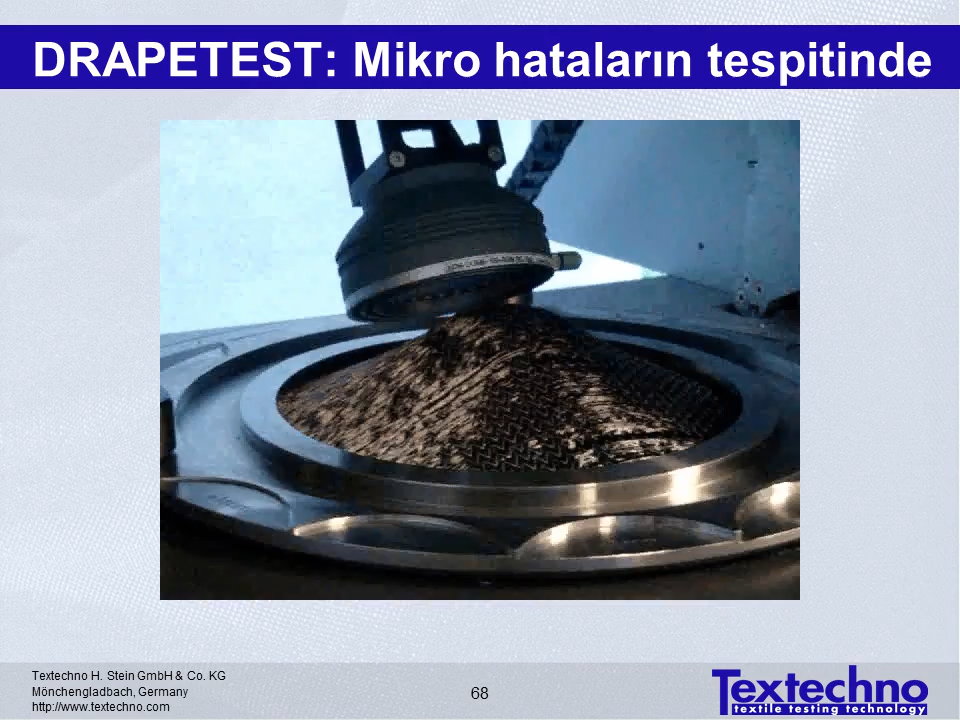 DRAPETEST: Mikro hataların tespitinde
Textechno H. Stein GmbH & Co. KG
Mönchengladbach, Germany
http://www.textechno.com
68
Textechno
textile testing technology